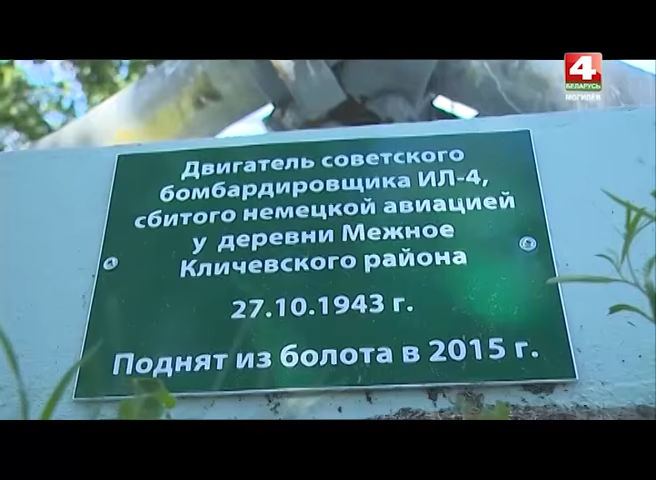 4
БЕЛАРУСЬ
МОГИЛЕВ
Двигатель советского
бомбардировщика ИЛ-4,
сбитого немецкой авиацией
у деревни Межное
Кличевского района
27.10.1943 г.
Поднят из болота в 2015 г.